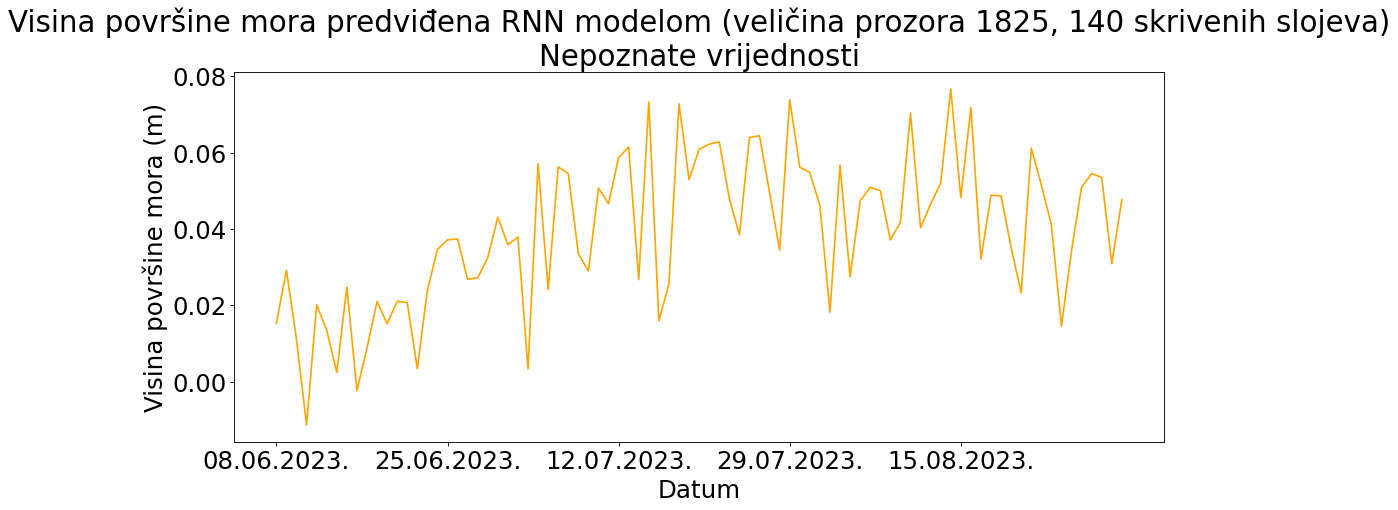 Visina površine mora predviđena RNN modelom (veličina prozora 1825, 140 skrivenih slojeva)
Nepoznate vrijednosti
Visina površine mora (m)
0.08
0.06
0.04
0.02
0.00
08.06.2023.
25.06.2023.
12.07.2023.
29.07.2023.
15.08.2023.
Datum